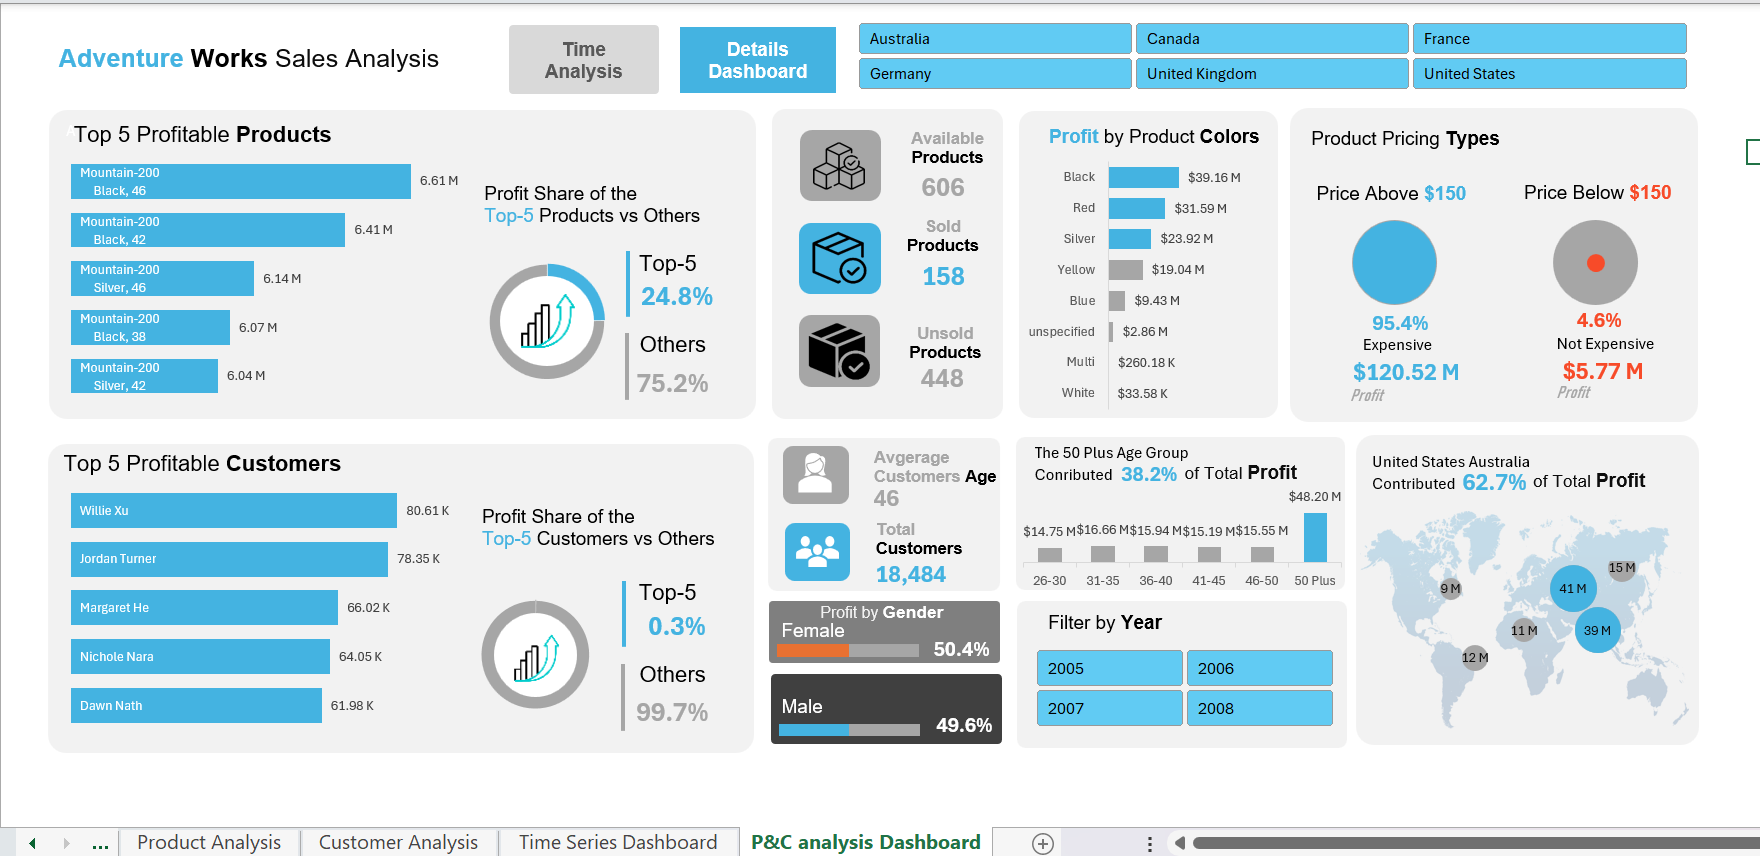 Adventure Works Sales Analysis
Time
Analysis
Details
Dashboard
Australia
Canada
France
Germany
United Kingdom
United States
Top 5 Profitable Products
Mountain-200
Black, 46
6.61 M
Mountain-200
Black, 42
6.41 M
Mountain-200
Silver, 46
6.14 M
Mountain-200
Black, 38
6.07 M
Mountain-200
Silver, 42
6.04 M
Profit Share of the
Top-5 Products vs Others
Top-5
24.8%
Others
75.2%
Available
Products
606
Sold
Products
158
Unsold
Products
448
Profit by Product Colors
Black $39.16 M
Red $31.59 M
Silver $23.92 M
Yellow $19.04 M
Blue $9.43 M
unspecified $2.86 M
Multi $260.18 K
White $33.58 K
Product Pricing Types
Price Above $150
95.4%
Expensive
$120.52 M
Profit
Price Below $150
4.6%
Not Expensive
$5.77 M
Profit
Top 5 Profitable Customers
Willie Xu 80.61 K
Jordan Turner 78.35 K
Margaret He 66.02 K
Nichole Nara 64.05 K
Dawn Nath 61.98 K
Profit Share of the
Top-5 Customers vs Others
Top-5
0.3%
Others
99.7%
Avgerage
Customers Age
46
Total
Customers
18,484
Profit by Gender
Female
50.4%
Male
49.6%
The 50 Plus Age Group
Conributed 38.2% of Total Profit
$48.20 M
$14.75 M $16.66 M $15.94 M $15.19 M $15.55 M
26-30 31-35 36-40 41-45 46-50 50 Plus
Filter by Year
2005
2006
2007
2008
United States Australia
Contributed 62.7% of Total Profit
15 M
9 M
41 M
11 M
39 M
12 M
... Product Analysis Customer Analysis Time Series Dashboard P&C analysis Dashboard